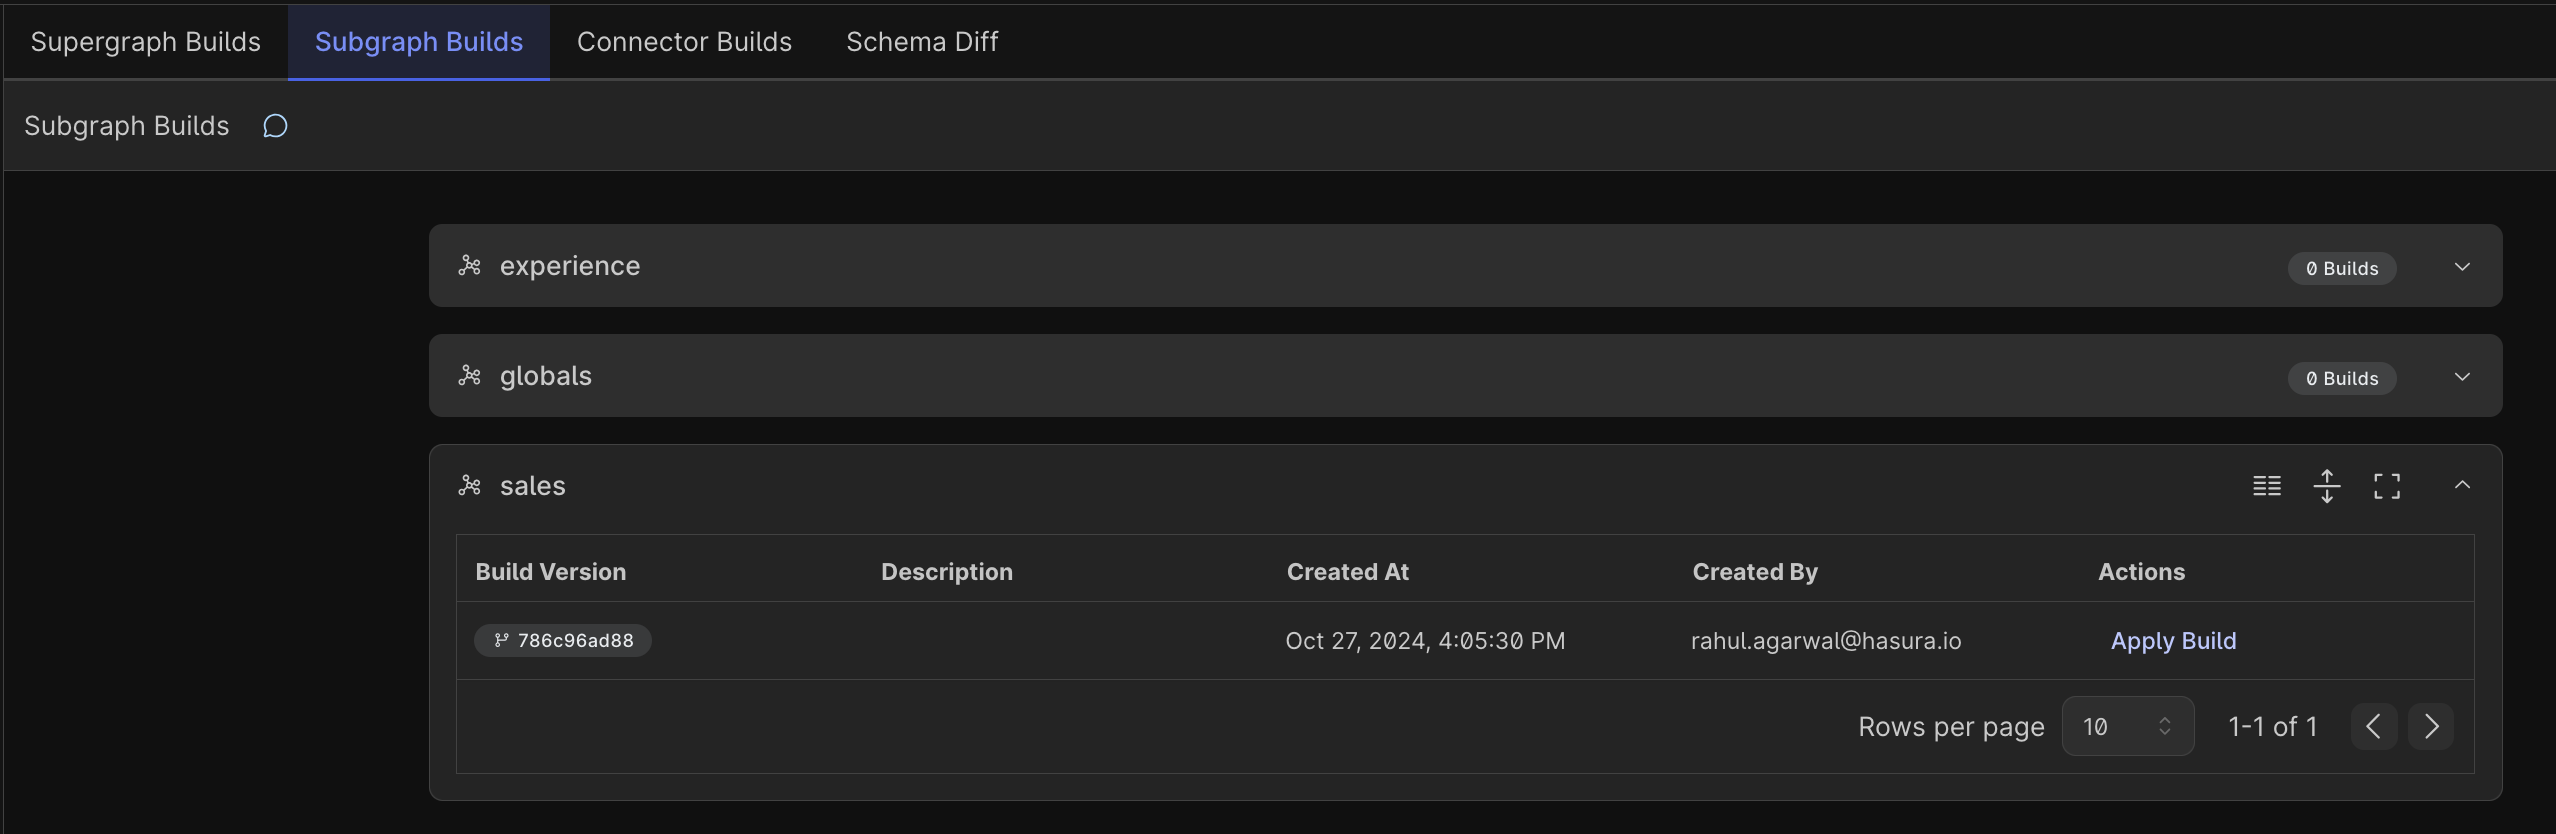 Supergraph Builds Subgraph Builds Connector Builds Schema Diff
Subgraph Builds
experience 0 Builds
globals 0 Builds
sales
Build Version Description Created At Created By Actions
786c96ad88 Oct 27, 2024, 4:05:30 PM rahul.agarwal@hasura.io Apply Build
Rows per page 10 1-1 of 1